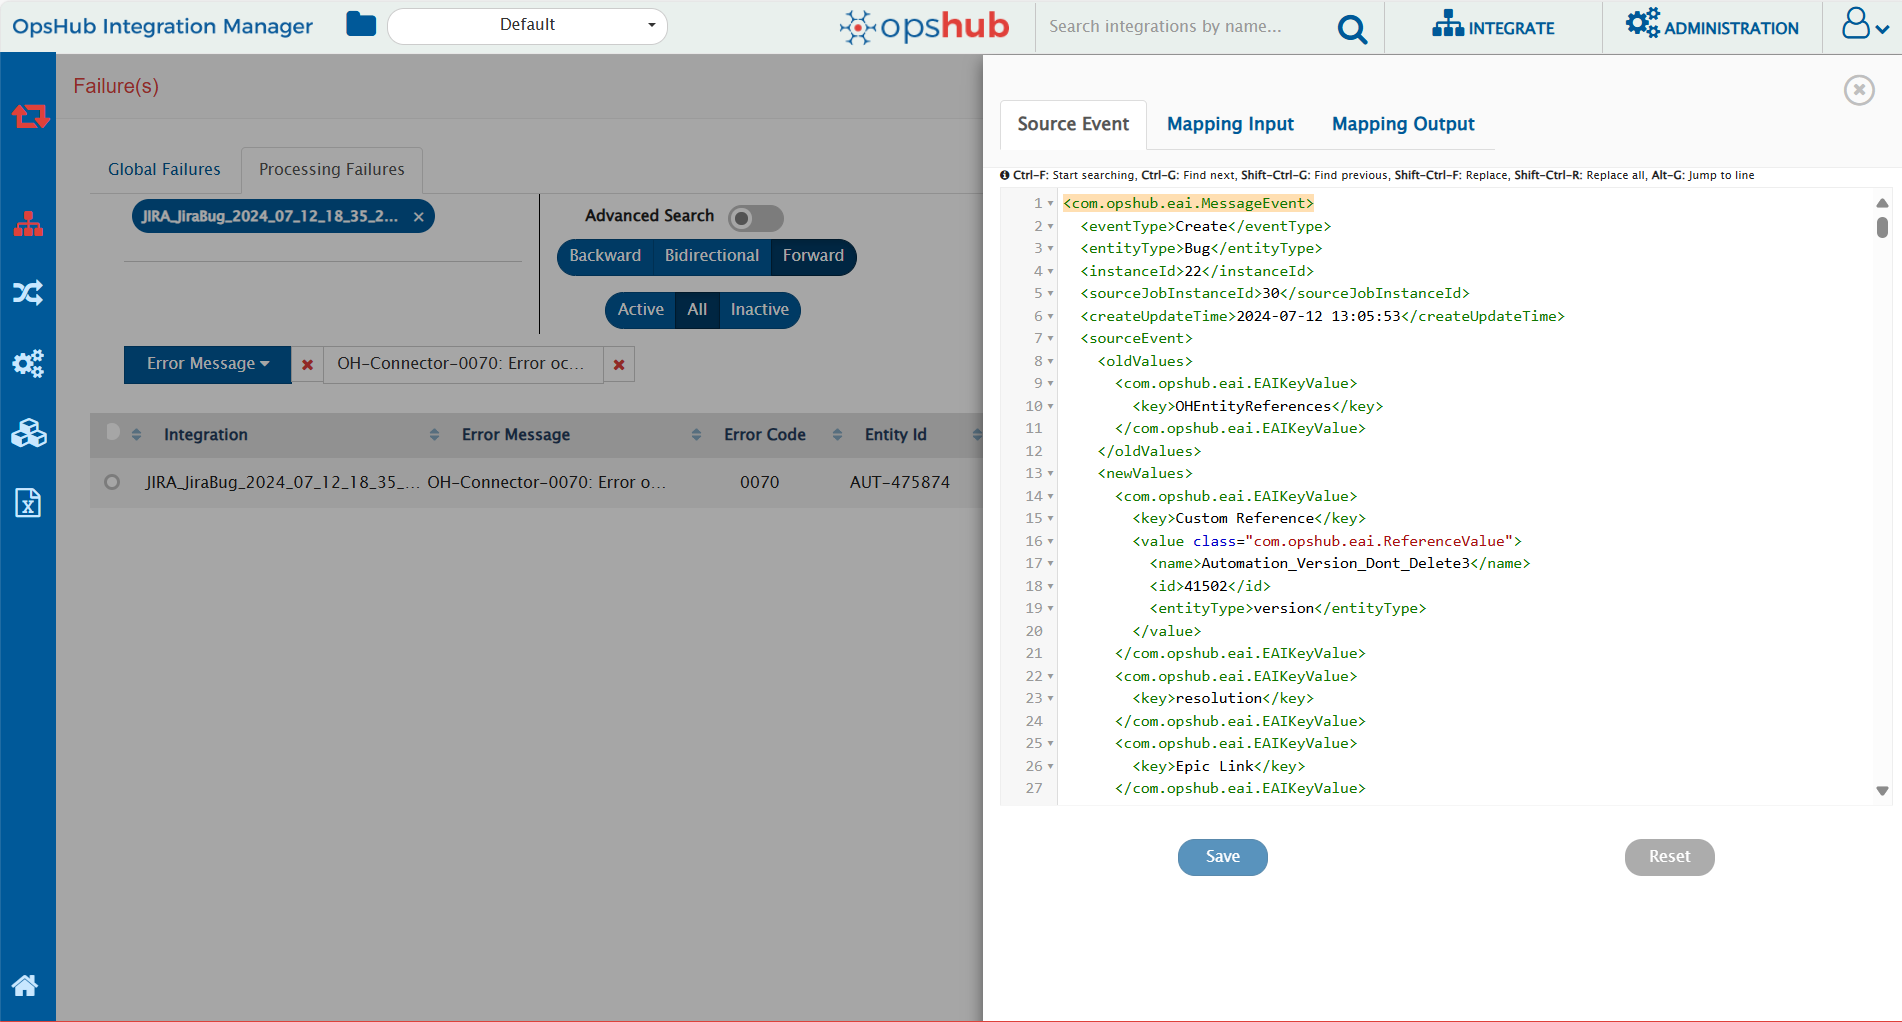 OpsHub Integration Manager
Default
opshub
Search integrations by name...
INTEGRATE
ADMINISTRATION
Failure(s)
Global Failures
Processing Failures
JIRA_JiraBug_2024_07_12_18_35_2...
Advanced Search
Backward
Bidirectional
Forward
Active
All
Inactive
Error Message
OH-Connector-0070: Error oc...
Integration
Error Message
Error Code
Entity Id
JIRA_JiraBug_2024_07_12_18_35_...
OH-Connector-0070: Error o...
0070
AUT-475874
Source Event
Mapping Input
Mapping Output
Ctrl-F: Start searching, Ctrl-G: Find next, Shift-Ctrl-G: Find previous, Shift-Ctrl-F: Replace, Shift-Ctrl-R: Replace all, Alt-G: Jump to line
1 <com.opshub.eai.MessageEvent>
2 <eventType>Create</eventType>
3 <entityType>Bug</entityType>
4 <instanceId>22</instanceId>
5 <sourceJobInstanceId>30</sourceJobInstanceId>
6 <createUpdateTime>2024-07-12 13:05:53</createUpdateTime>
7 <sourceEvent>
8 <oldValues>
9 <com.opshub.eai.EAIKeyValue>
10 <key>OHEntityReferences</key>
11 </com.opshub.eai.EAIKeyValue>
12 </oldValues>
13 <newValues>
14 <com.opshub.eai.EAIKeyValue>
15 <key>Custom Reference</key>
16 <value class="com.opshub.eai.ReferenceValue">
17 <name>Automation_Version_Dont_Delete3</name>
18 <id>41502</id>
19 <entityType>version</entityType>
20 </value>
21 </com.opshub.eai.EAIKeyValue>
22 <com.opshub.eai.EAIKeyValue>
23 <key>resolution</key>
24 </com.opshub.eai.EAIKeyValue>
25 <com.opshub.eai.EAIKeyValue>
26 <key>Epic Link</key>
27 </com.opshub.eai.EAIKeyValue>
Save
Reset